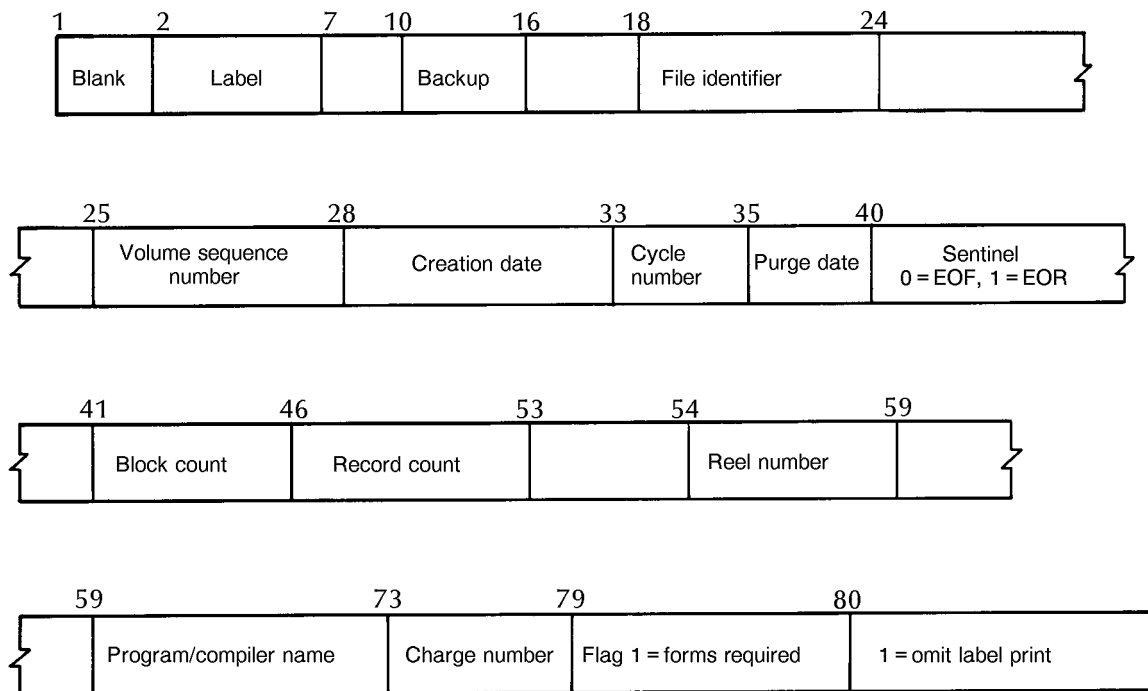 1 2 7 10 16 18 24
Blank Label Backup File identifier
25 28 33 35 40
Volume sequence
number
Creation date
Cycle
number
Purge date
Sentinel
0 = EOF, 1 = EOR
41 46 53 54 59
Block count Record count Reel number
59 73 79 80
Program/compiler name Charge number Flag 1 = forms required 1 = omit label print